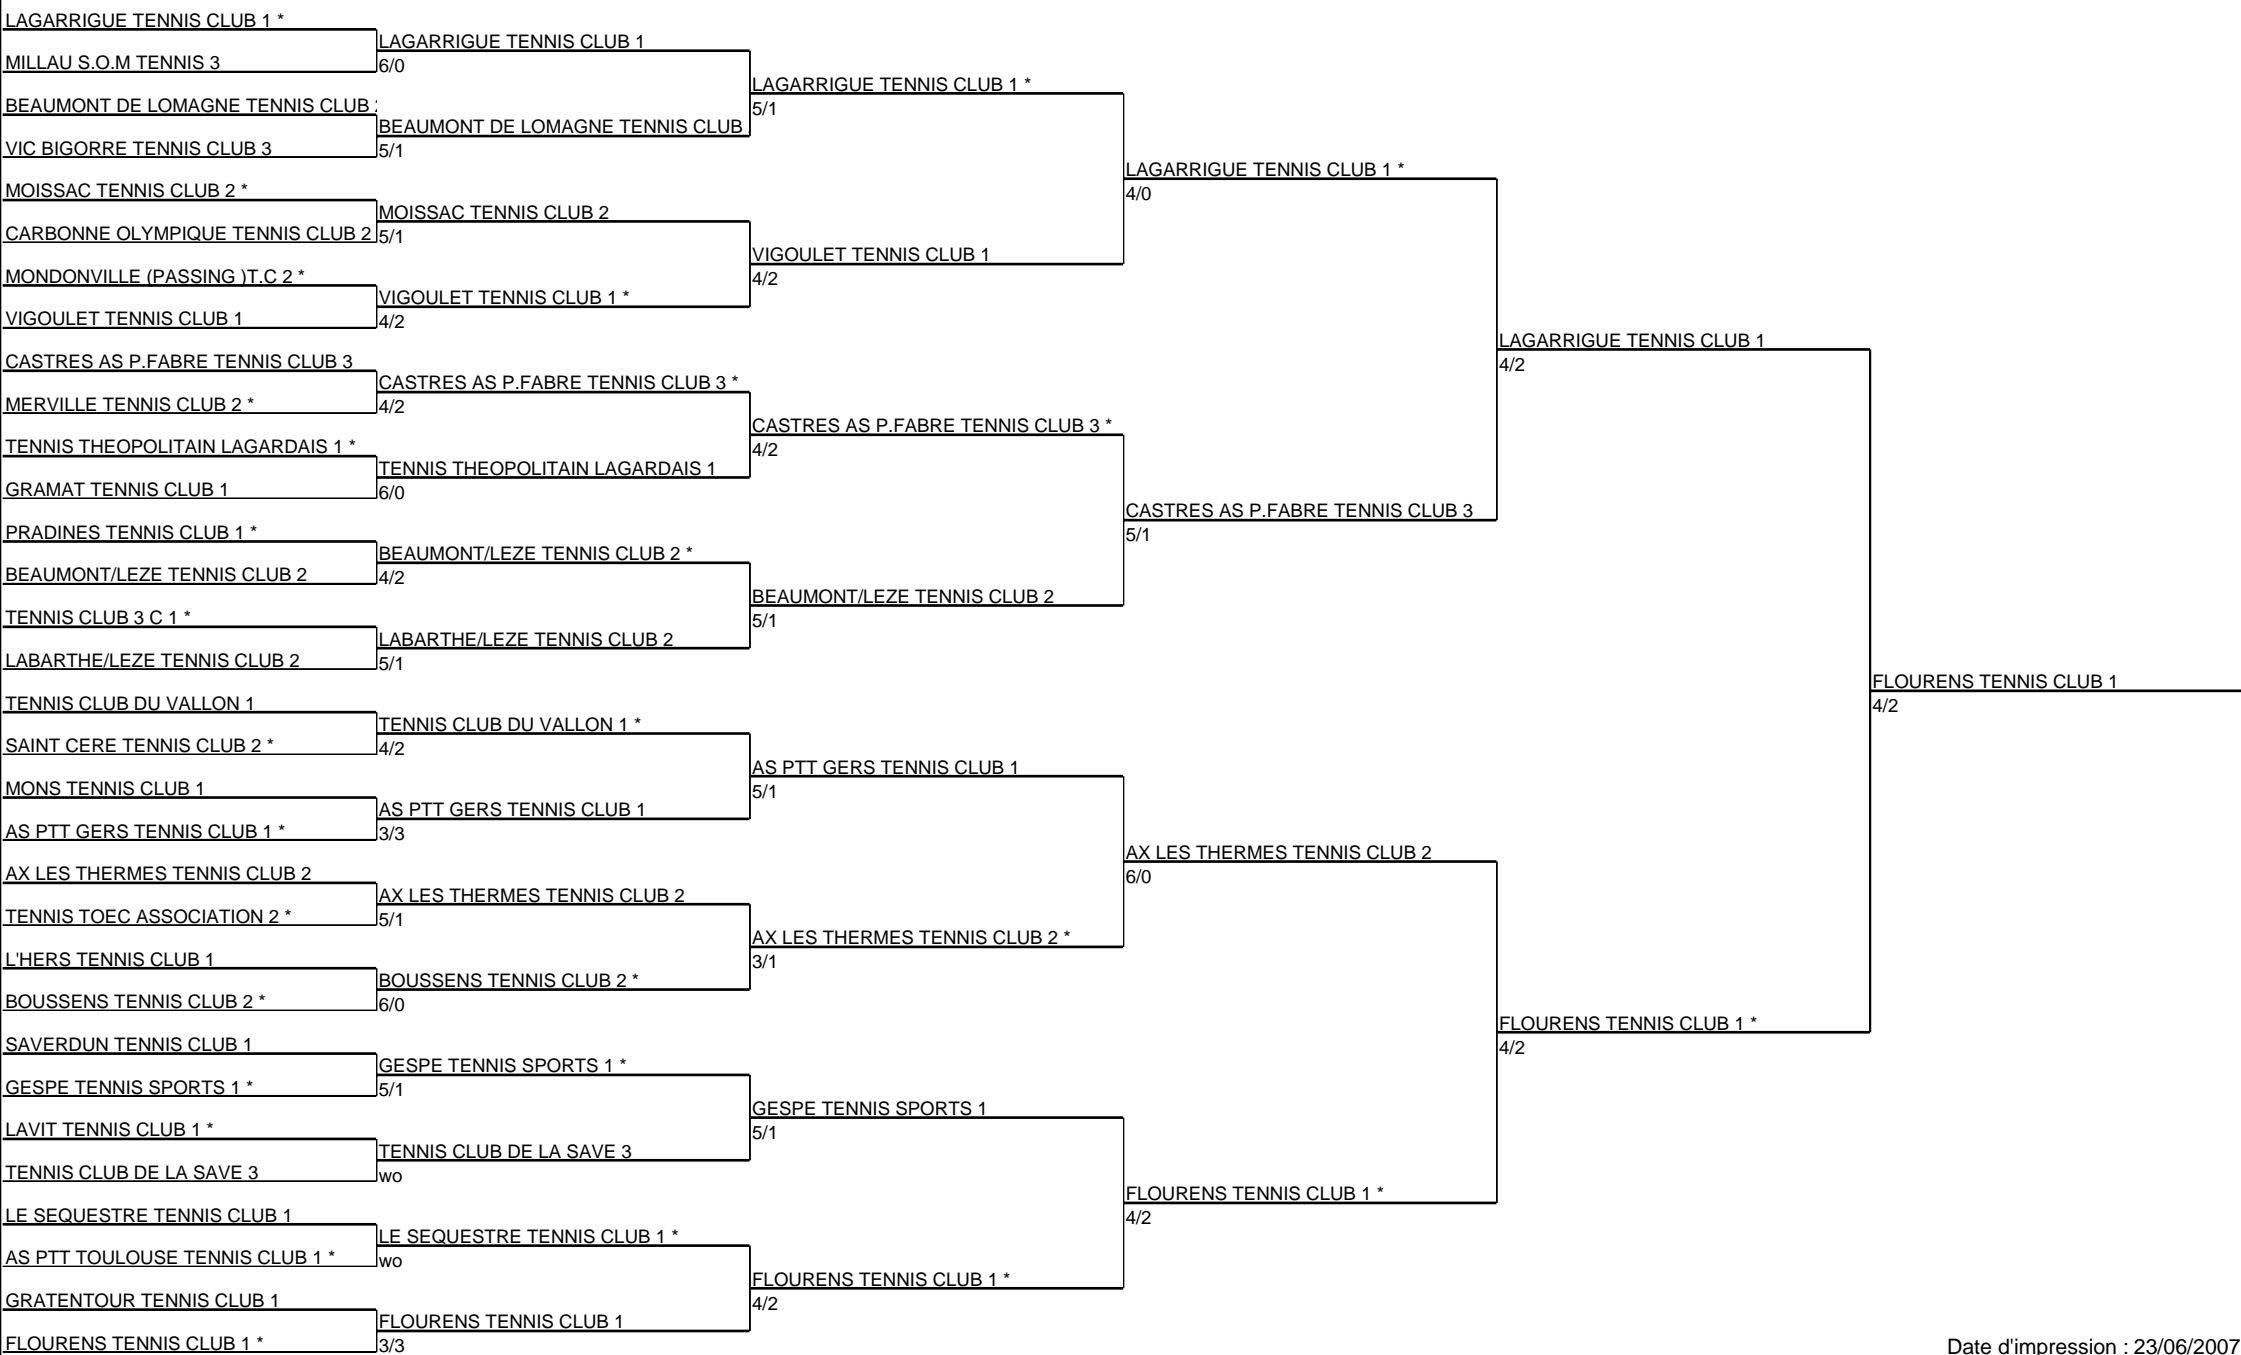 LAGARRIGUE TENNIS CLUB 1 *
MILLAU S.O.M TENNIS 3
BEAUMONT DE LOMAGNE TENNIS CLUB
VIC BIGORRE TENNIS CLUB 3
MOISSAC TENNIS CLUB 2 *
CARBONNE OLYMPIQUE TENNIS CLUB 2
MONDONVILLE (PASSING )T.C 2 *
VIGOULET TENNIS CLUB 1
CASTRES AS P.FABRE TENNIS CLUB 3
MERVILLE TENNIS CLUB 2 *
TENNIS THEOPOLITAIN LAGARDAIS 1 *
GRAMAT TENNIS CLUB 1
PRADINES TENNIS CLUB 1 *
BEAUMONT/LEZE TENNIS CLUB 2
TENNIS CLUB 3 C 1 *
LABARTHE/LEZE TENNIS CLUB 2
TENNIS CLUB DU VALLON 1
SAINT CERE TENNIS CLUB 2 *
MONS TENNIS CLUB 1
AS PTT GERS TENNIS CLUB 1 *
AX LES THERMES TENNIS CLUB 2
TENNIS TOEC ASSOCIATION 2 *
L'HERS TENNIS CLUB 1
BOUSSENS TENNIS CLUB 2 *
SAVERDUN TENNIS CLUB 1
GESPE TENNIS SPORTS 1 *
LAVIT TENNIS CLUB 1 *
TENNIS CLUB DE LA SAVE 3
LE SEQUESTRE TENNIS CLUB 1
AS PTT TOULOUSE TENNIS CLUB 1 *
GRATENTOUR TENNIS CLUB 1
FLOURENS TENNIS CLUB 1 *
LAGARRIGUE TENNIS CLUB 1
6/0
BEAUMONT DE LOMAGNE TENNIS CLUB
5/1
MOISSAC TENNIS CLUB 2
5/1
VIGOULET TENNIS CLUB 1 *
4/2
CASTRES AS P.FABRE TENNIS CLUB 3 *
4/2
TENNIS THEOPOLITAIN LAGARDAIS 1
6/0
BEAUMONT/LEZE TENNIS CLUB 2 *
4/2
LABARTHE/LEZE TENNIS CLUB 2
5/1
TENNIS CLUB DU VALLON 1 *
4/2
AS PTT GERS TENNIS CLUB 1
3/3
AX LES THERMES TENNIS CLUB 2
5/1
BOUSSENS TENNIS CLUB 2 *
6/0
GESPE TENNIS SPORTS 1 *
5/1
TENNIS CLUB DE LA SAVE 3
wo
LE SEQUESTRE TENNIS CLUB 1 *
wo
FLOURENS TENNIS CLUB 1
3/3
LAGARRIGUE TENNIS CLUB 1 *
5/1
VIGOULET TENNIS CLUB 1
4/2
CASTRES AS P.FABRE TENNIS CLUB 3 *
4/2
BEAUMONT/LEZE TENNIS CLUB 2
5/1
AS PTT GERS TENNIS CLUB 1
5/1
AX LES THERMES TENNIS CLUB 2 *
3/1
GESPE TENNIS SPORTS 1
5/1
FLOURENS TENNIS CLUB 1 *
4/2
LAGARRIGUE TENNIS CLUB 1 *
4/0
CASTRES AS P.FABRE TENNIS CLUB 3
5/1
AX LES THERMES TENNIS CLUB 2
6/0
FLOURENS TENNIS CLUB 1 *
4/2
LAGARRIGUE TENNIS CLUB 1
4/2
FLOURENS TENNIS CLUB 1 *
4/2
FLOURENS TENNIS CLUB 1
4/2
Date d'impression : 23/06/2007